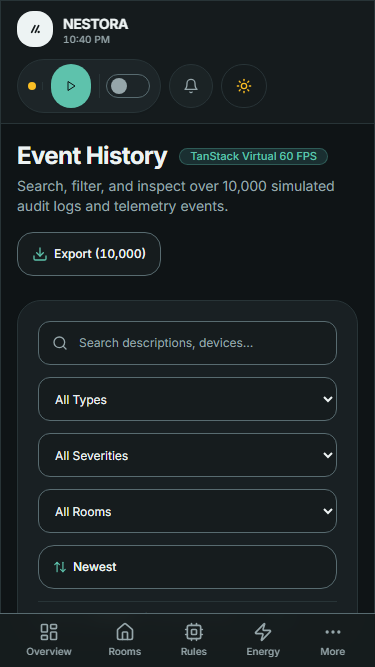 NESTORA
10:40 PM
Event History
TanStack Virtual 60 FPS
Search, filter, and inspect over 10,000 simulated
audit logs and telemetry events.
Export (10,000)
Search descriptions, devices...
All Types
All Severities
All Rooms
Newest
Overview
Rooms
Rules
Energy
More